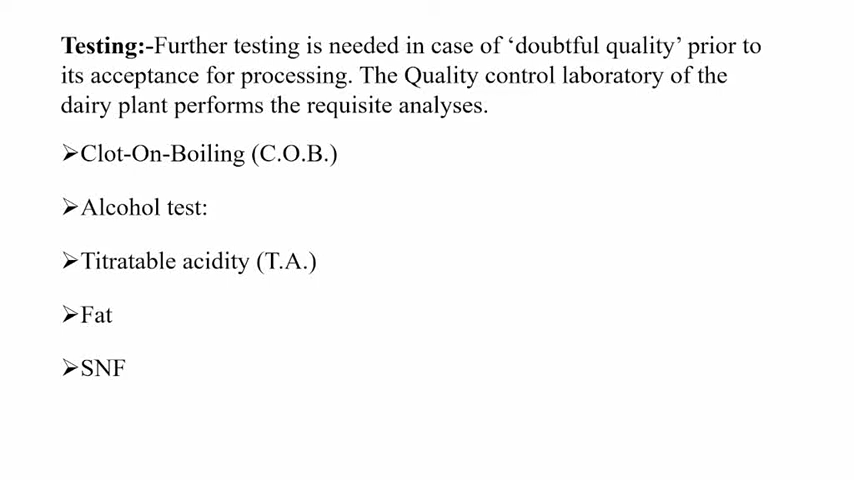 Testing:-Further testing is needed in case of ‘doubtful quality’ prior to
its acceptance for processing. The Quality control laboratory of the
dairy plant performs the requisite analyses.
➢Clot-On-Boiling (C.O.B.)
➢Alcohol test:
➢Titratable acidity (T.A.)
➢Fat
➢SNF